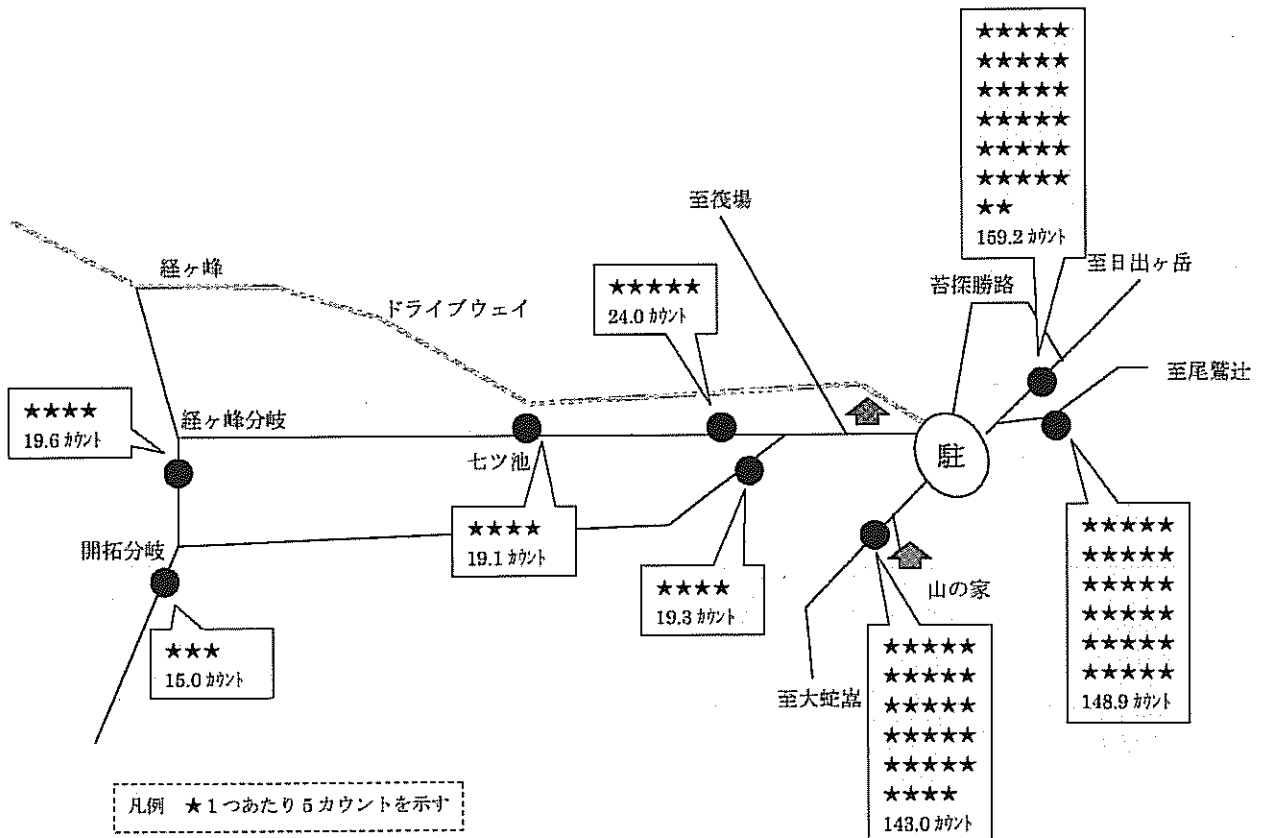 ★★★★★
★★★★★
★★★★★
★★★★★
★★★★★
★★★★★
★★
159.2 カウント
至筏場
至日出ヶ岳
苔探勝路
経ヶ峰
ドライブウェイ
★★★★★
24.0 カウント
至尾鷲辻
★★★★
19.6 カウント
経ヶ峰分岐
七ツ池
駐
開拓分岐
★★★★
19.1 カウント
★★★★
19.3 カウント
山の家
★★★
15.0 カウント
至大蛇嵓
★★★★★
★★★★★
★★★★★
★★★★★
★★★★★
★★★★
143.0 カウント
★★★★★
★★★★★
★★★★★
★★★★★
★★★★★
★★★★★
148.9 カウント
凡例 ★1つあたり5カウントを示す